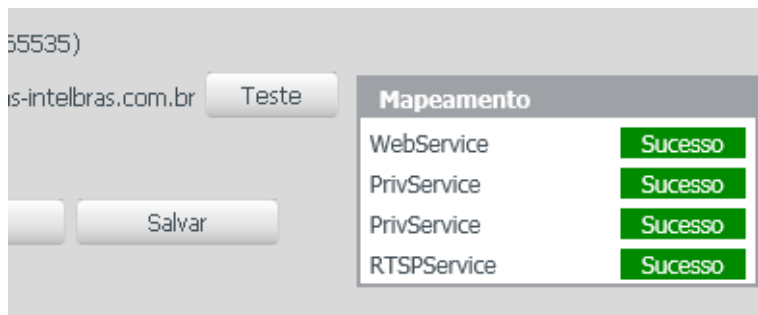 55535)
s-intelbras.com.br
Teste
Salvar
Mapeamento
WebService Sucesso
PrivService Sucesso
PrivService Sucesso
RTSPService Sucesso